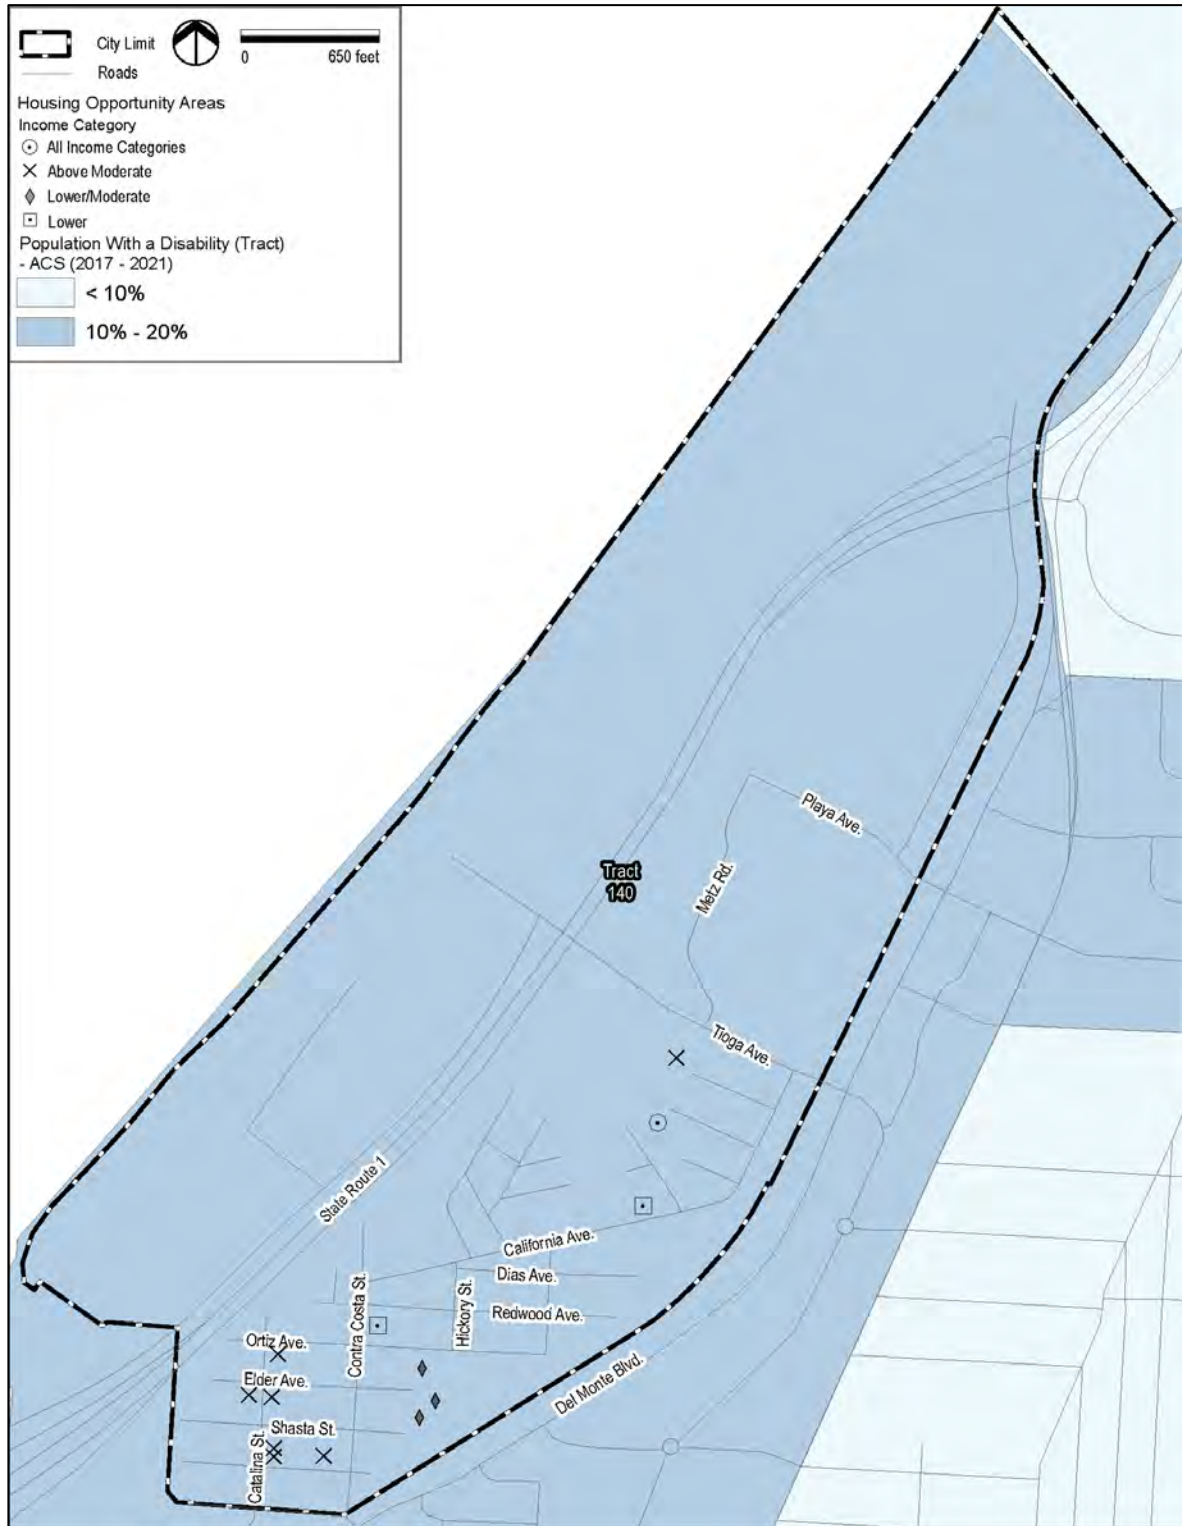 City Limit
0 650 feet
Roads
Housing Opportunity Areas
Income Category
All Income Categories
Above Moderate
Lower/Moderate
Lower
Population With a Disability (Tract)
- ACS (2017 - 2021)
< 10%
10% - 20%
Playa Ave.
Tract
140
Metz Rd.
Tioga Ave.
State Route 1
California Ave.
Dias Ave.
Contra Costa St.
Hickory St.
Redwood Ave.
Ortiz Ave.
Elder Ave.
Del Monte Blvd.
Shasta St.
Catalina St.